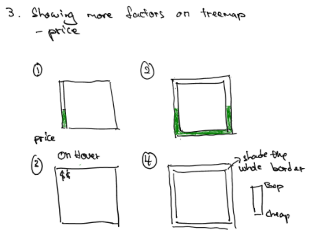 3. Showing more factors on treemap
- price
①
③
price
② On Hover
$$
④
shade the
whole border
Exp
cheap